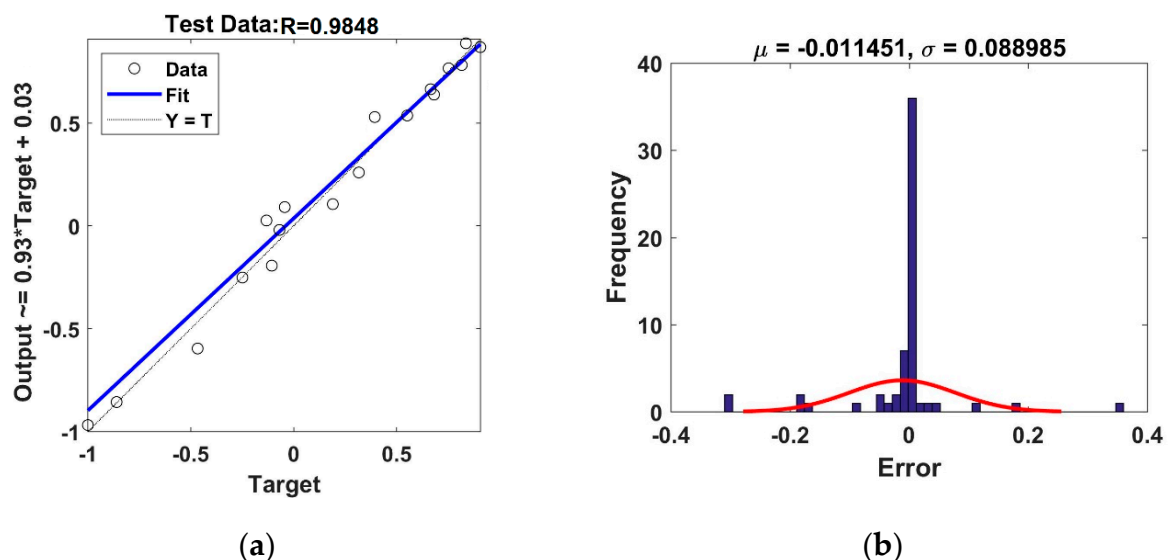 Test Data:R=0.9848
Data
Fit
Y = T
Output ~= 0.93*Target + 0.03
0.5
0
-0.5
-1
-1
-0.5
0
0.5
Target
(a)
μ = -0.011451, σ = 0.088985
Frequency
40
30
20
10
0
-0.4
-0.2
0
0.2
0.4
Error
(b)